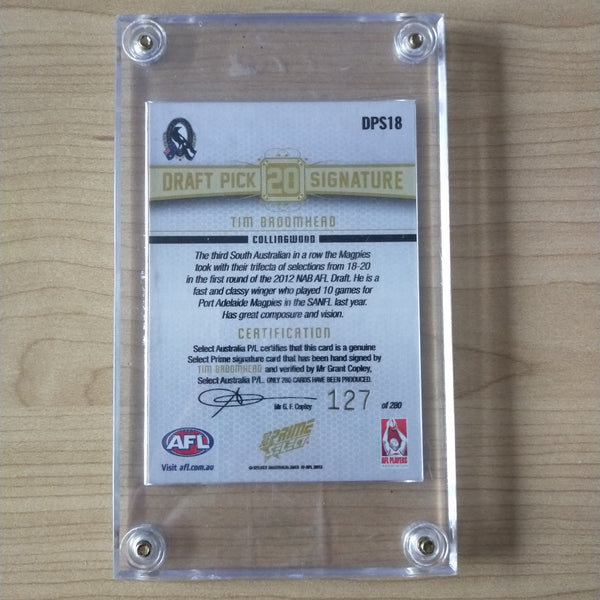 DPS18
DRAFT PICK 20 SIGNATURE
TIM BROOMHEAD
COLLINGWOOD
The third South Australian in a row the Magpies
took with their trifecta of selections from 18-20
in the first round of the 2012 NAB AFL Draft. He is a
fast and classy winger who played 10 games for
Port Adelaide Magpies in the SANFL last year.
Has great composure and vision.
CERTIFICATION
Select Australia P/L certifies that this card is a genuine
Select Prime signature card that has been hand signed by
TIM BROOMHEAD and verified by Mr Grant Copley,
Select Australia P/L. ONLY 280 CARDS HAVE BEEN PRODUCED.
Mr G. F. Copley 127 of 280
AFL
PRIME
SELECT
AFL PLAYERS
Visit afl.com.au
© SELECT AUSTRALIA 2013 © AFL 2013